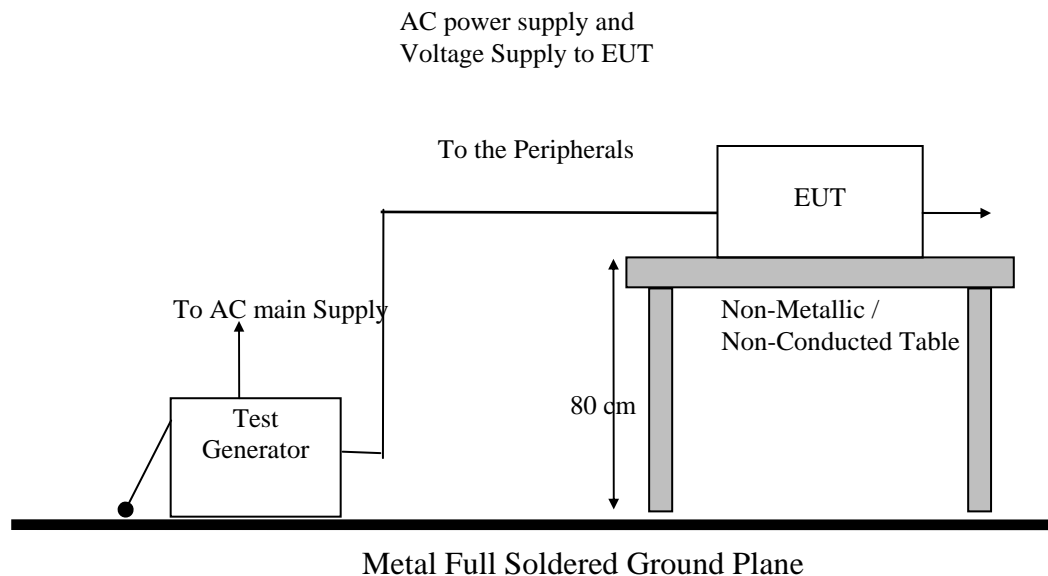 AC power supply and
Voltage Supply to EUT
To the Peripherals
EUT
To AC main Supply
Non-Metallic /
Non-Conducted Table
80 cm
Test
Generator
Metal Full Soldered Ground Plane